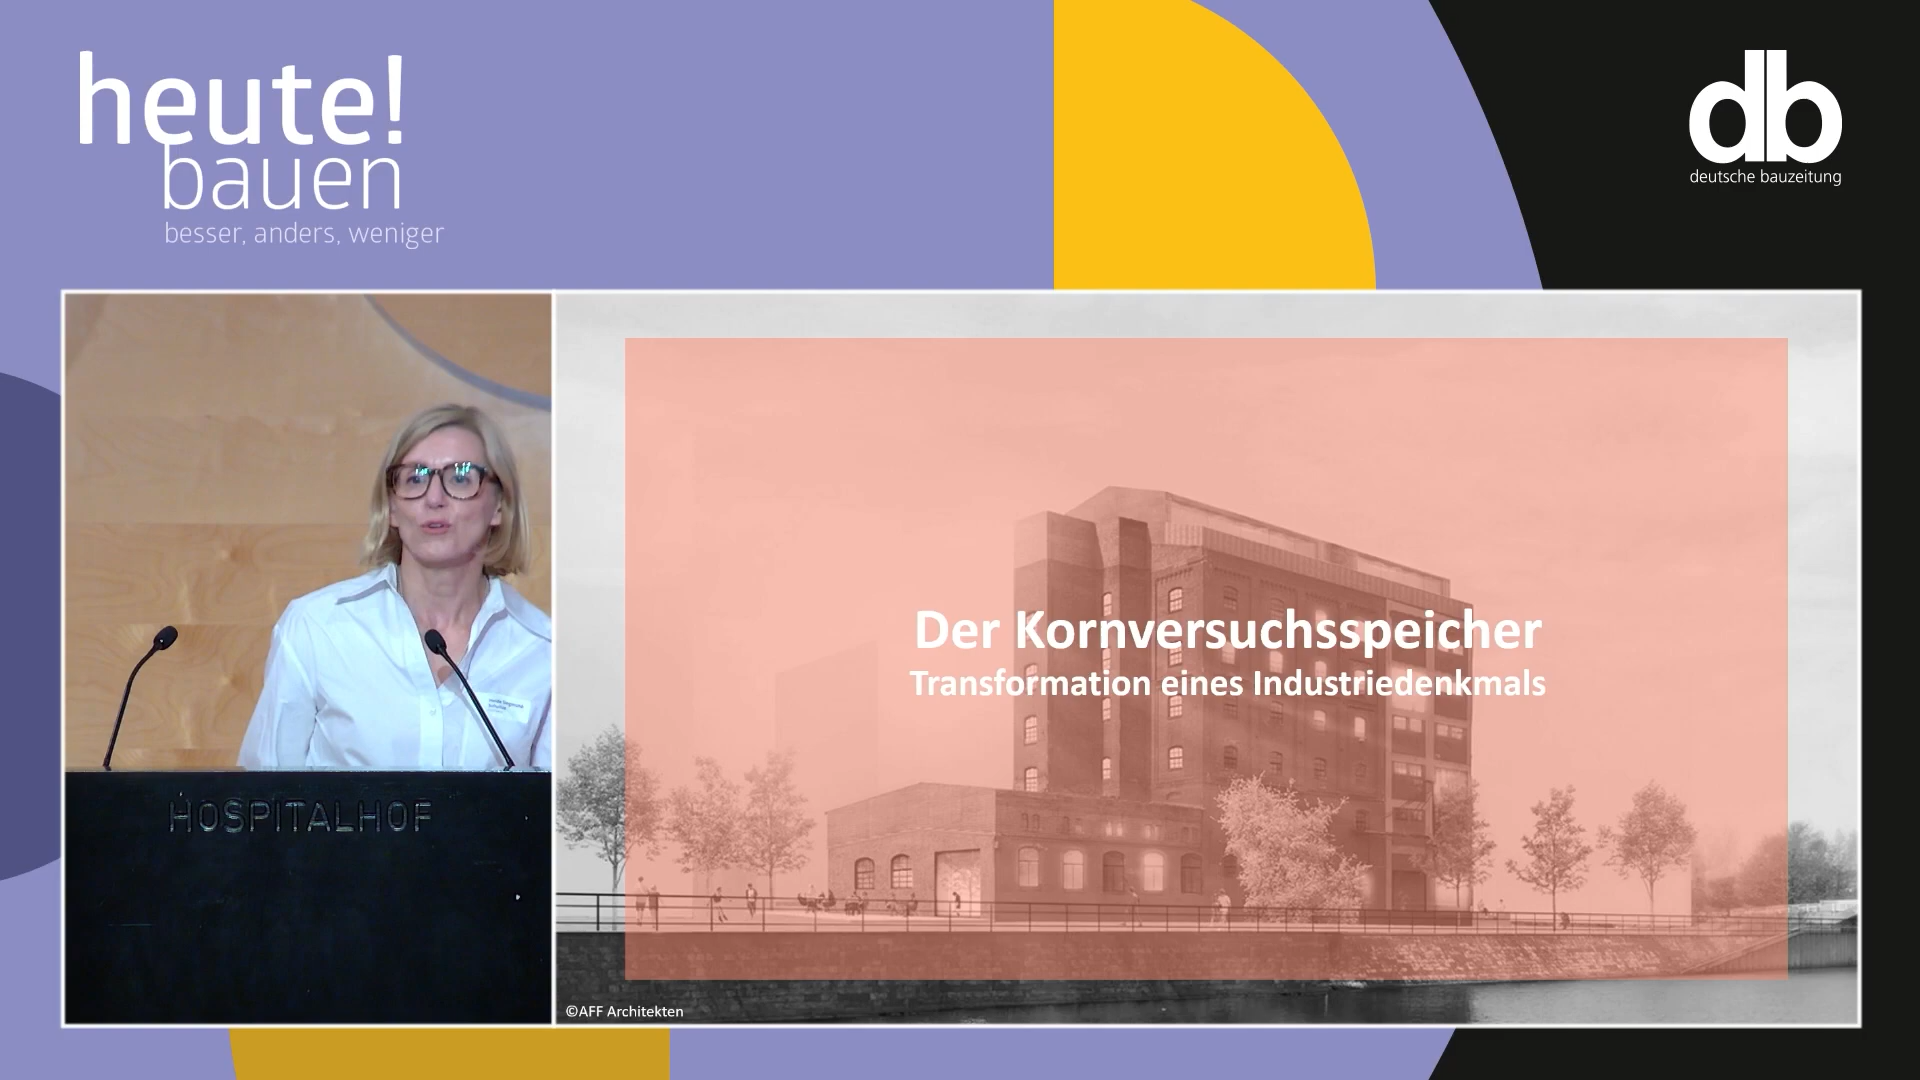 heute!
bauen
besser, anders, weniger
db
deutsche bauzeitung
Der Kornversuchsspeicher
Transformation eines Industriedenkmals
HOSPITALHOF
©AFF Architekten